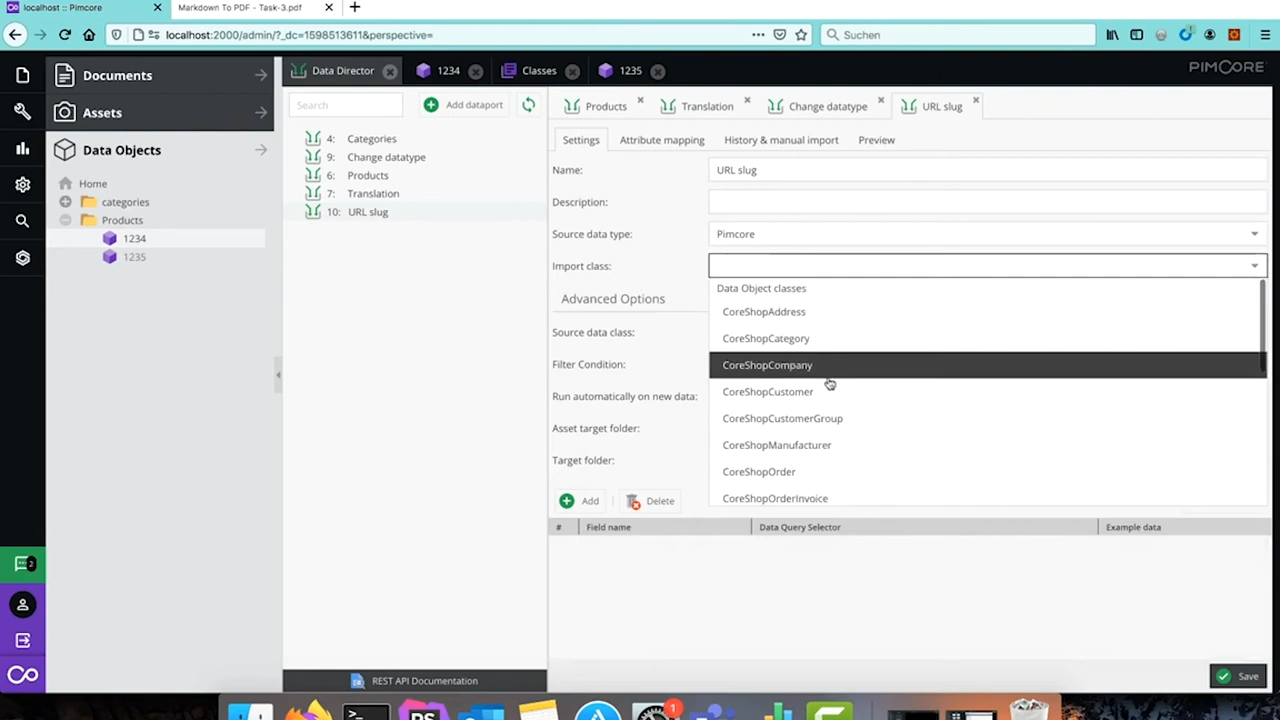 localhost :: Pimcore
Markdown To PDF - Task-3.pdf
localhost:2000/admin/?_dc=1598513611&perspective=
Suchen
Documents
Assets
Data Objects
Home
categories
Products
1234
1235
Data Director
1234
Classes
1235
PIMCORE
Search
Add dataport
4: Categories
9: Change datatype
6: Products
7: Translation
10: URL slug
REST API Documentation
Products
Translation
Change datatype
URL slug
Settings
Attribute mapping
History & manual import
Preview
Name:
URL slug
Description:
Source data type:
Pimcore
Import class:
Data Object classes
CoreShopAddress
CoreShopCategory
CoreShopCompany
CoreShopCustomer
CoreShopCustomerGroup
CoreShopManufacturer
CoreShopOrder
CoreShopOrderInvoice
Advanced Options
Source data class:
Filter Condition:
Run automatically on new data:
Asset target folder:
Target folder:
Add
Delete
#
Field name
Data Query Selector
Example data
Save
2
PS
1